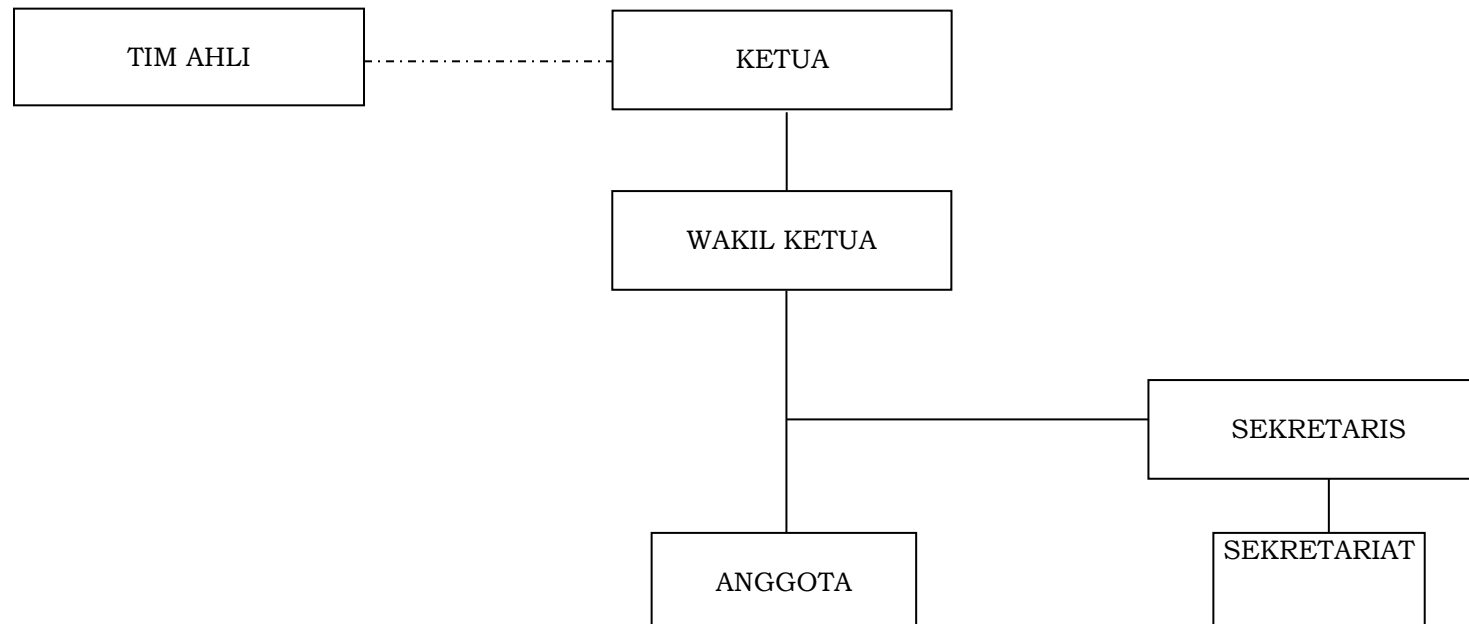 TIM AHLI
KETUA
WAKIL KETUA
SEKRETARIS
ANGGOTA
SEKRETARIAT